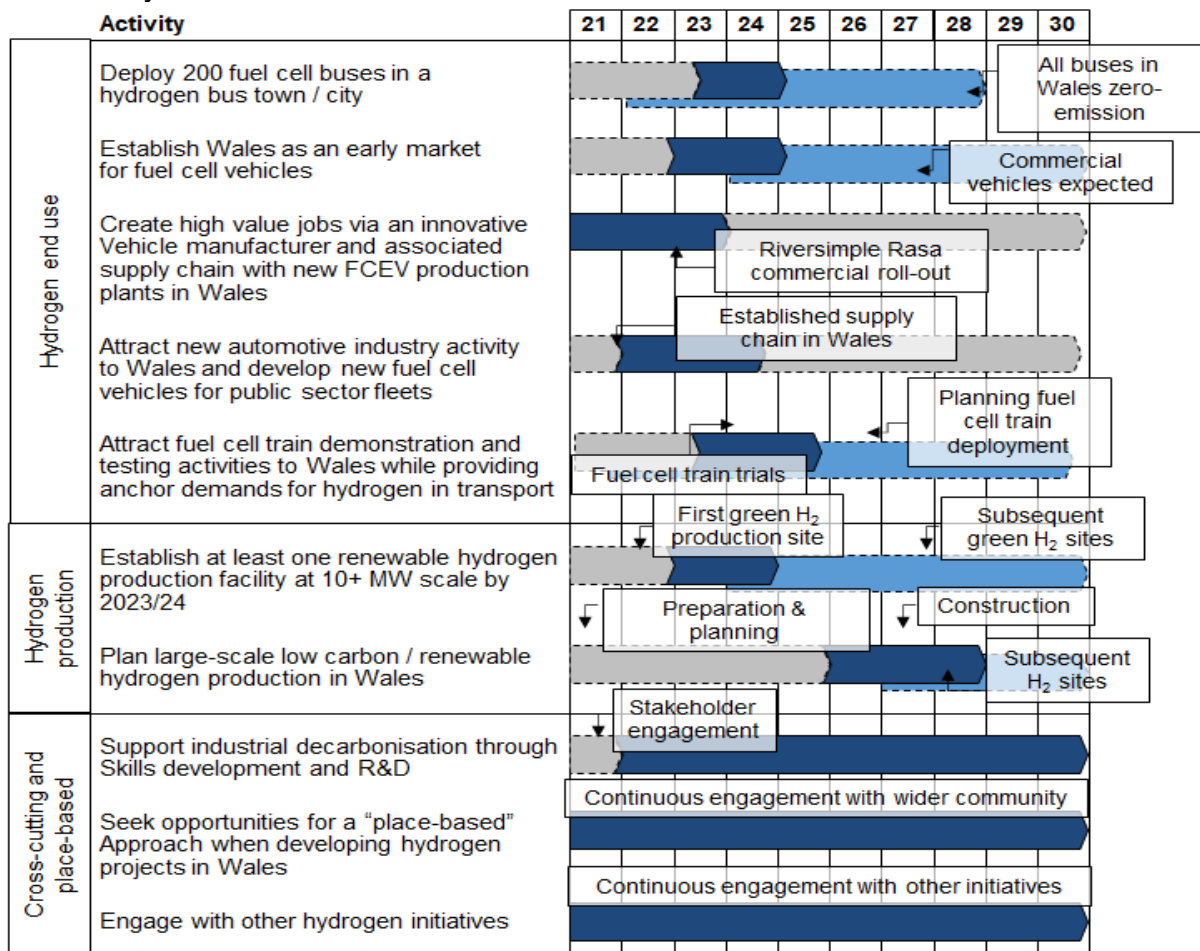 Activity
21 22 23 24 25 26 27 28 29 30
Hydrogen end use
Deploy 200 fuel cell buses in a
hydrogen bus town / city
All buses in
Wales zero-
emission
Establish Wales as an early market
for fuel cell vehicles
Commercial
vehicles expected
Create high value jobs via an innovative
Vehicle manufacturer and associated
supply chain with new FCEV production
plants in Wales
Riversimple Rasa
commercial roll-out
Established supply
chain in Wales
Attract new automotive industry activity
to Wales and develop new fuel cell
vehicles for public sector fleets
Planning fuel
cell train
deployment
Attract fuel cell train demonstration and
testing activities to Wales while providing
anchor demands for hydrogen in transport
Fuel cell train trials
Hydrogen
production
First green H₂
production site
Subsequent
green H₂ sites
Establish at least one renewable hydrogen
production facility at 10+ MW scale by
2023/24
Preparation &
planning
Construction
Plan large-scale low carbon / renewable
hydrogen production in Wales
Subsequent
H₂ sites
Cross-cutting and
place-based
Stakeholder
engagement
Support industrial decarbonisation through
Skills development and R&D
Continuous engagement with wider community
Seek opportunities for a “place-based”
Approach when developing hydrogen
projects in Wales
Continuous engagement with other initiatives
Engage with other hydrogen initiatives